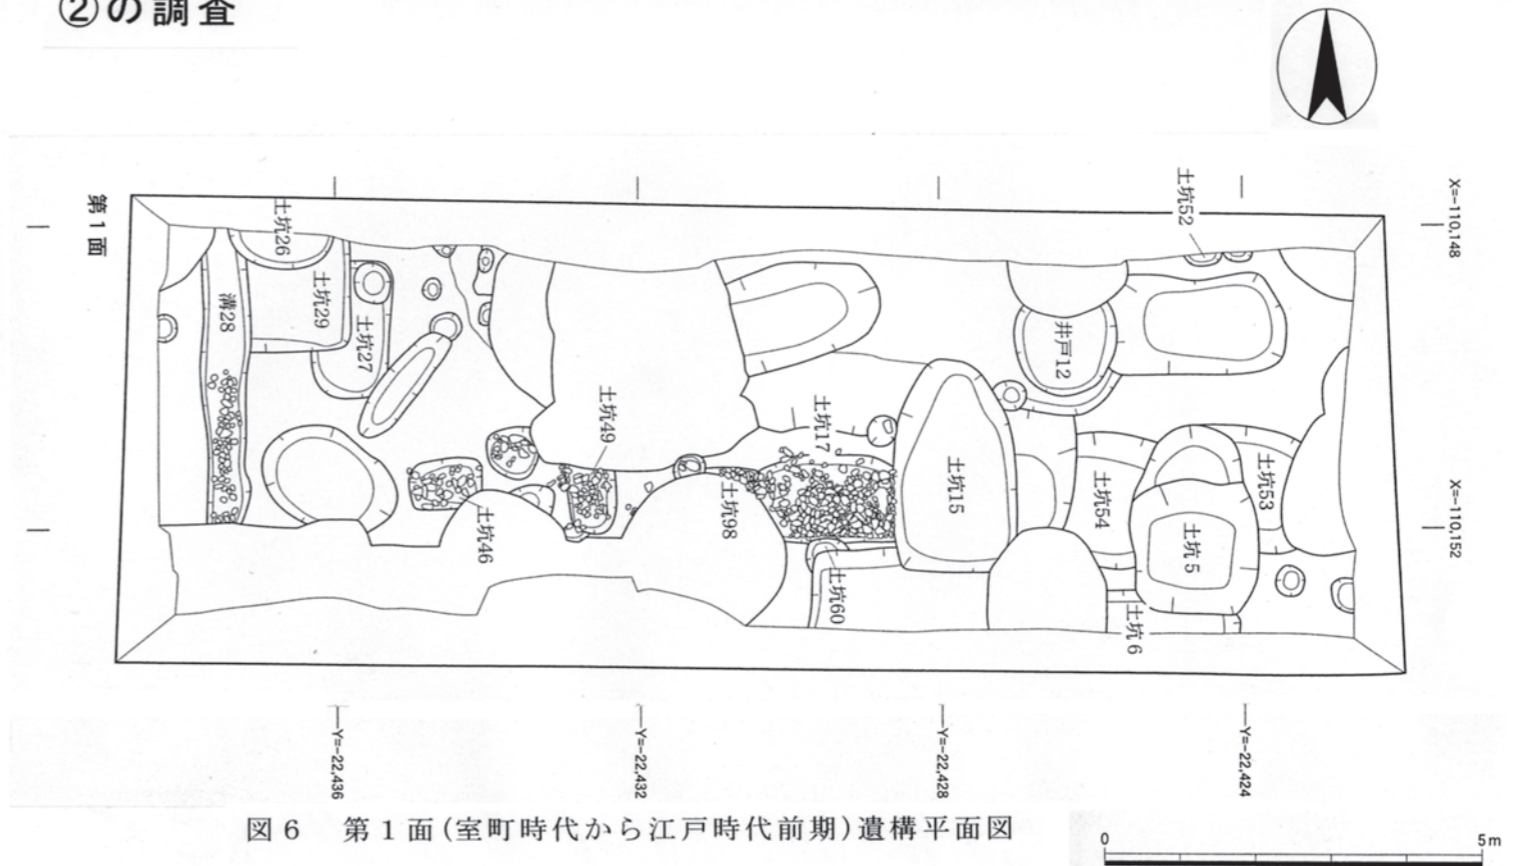 ②の調査
第1面
土坑26
土坑29
溝28
土坑27
土坑52
X=-110,148
井戸12
土坑49
土坑17
土坑15
土坑98
土坑46
土坑54
土坑53
土坑5
X=-110,152
土坑60
土坑6
Y=-22,436
Y=-22,432
Y=-22,428
Y=-22,424
図6 第1面(室町時代から江戸時代前期)遺構平面図
0 5m